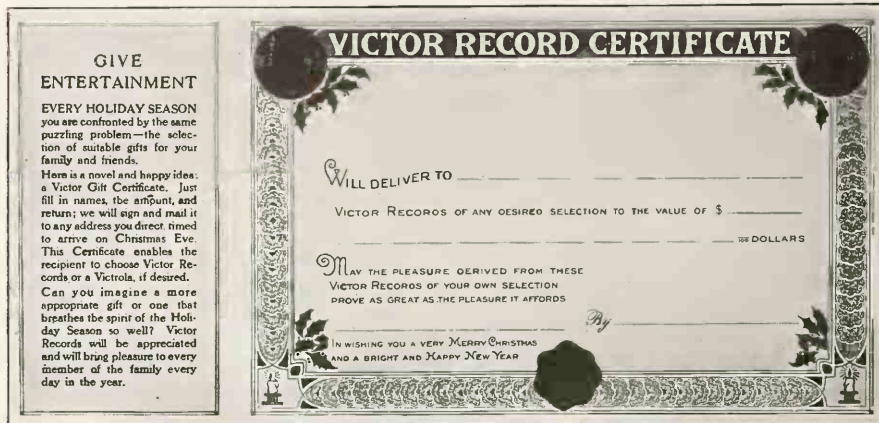 GIVE
ENTERTAINMENT
EVERY HOLIDAY SEASON
you are confronted by the same
puzzling problem—the selec-
tion of suitable gifts for your
family and friends.
Here is a novel and happy idea:
a Victor Gift Certificate. Just
fill in names, the amount, and
return; we will sign and mail it
to any address you direct, timed
to arrive on Christmas Eve.
This Certificate enables the
recipient to choose Victor Re-
cords or a Victrola, if desired.
Can you imagine a more
appropriate gift or one that
breathes the spirit of the Holi-
day Season so well? Victor
Records will be appreciated
and will bring pleasure to every
member of the family every
day in the year.
VICTOR RECORD CERTIFICATE
WILL DELIVER TO
VICTOR RECORDS OF ANY DESIRED SELECTION TO THE VALUE OF $
100 DOLLARS
MAY THE PLEASURE DERIVED FROM THESE
VICTOR RECORDS OF YOUR OWN SELECTION
PROVE AS GREAT AS THE PLEASURE IT AFFORDS
By
IN WISHING YOU A VERY MERRY CHRISTMAS
AND A BRIGHT AND HAPPY NEW YEAR